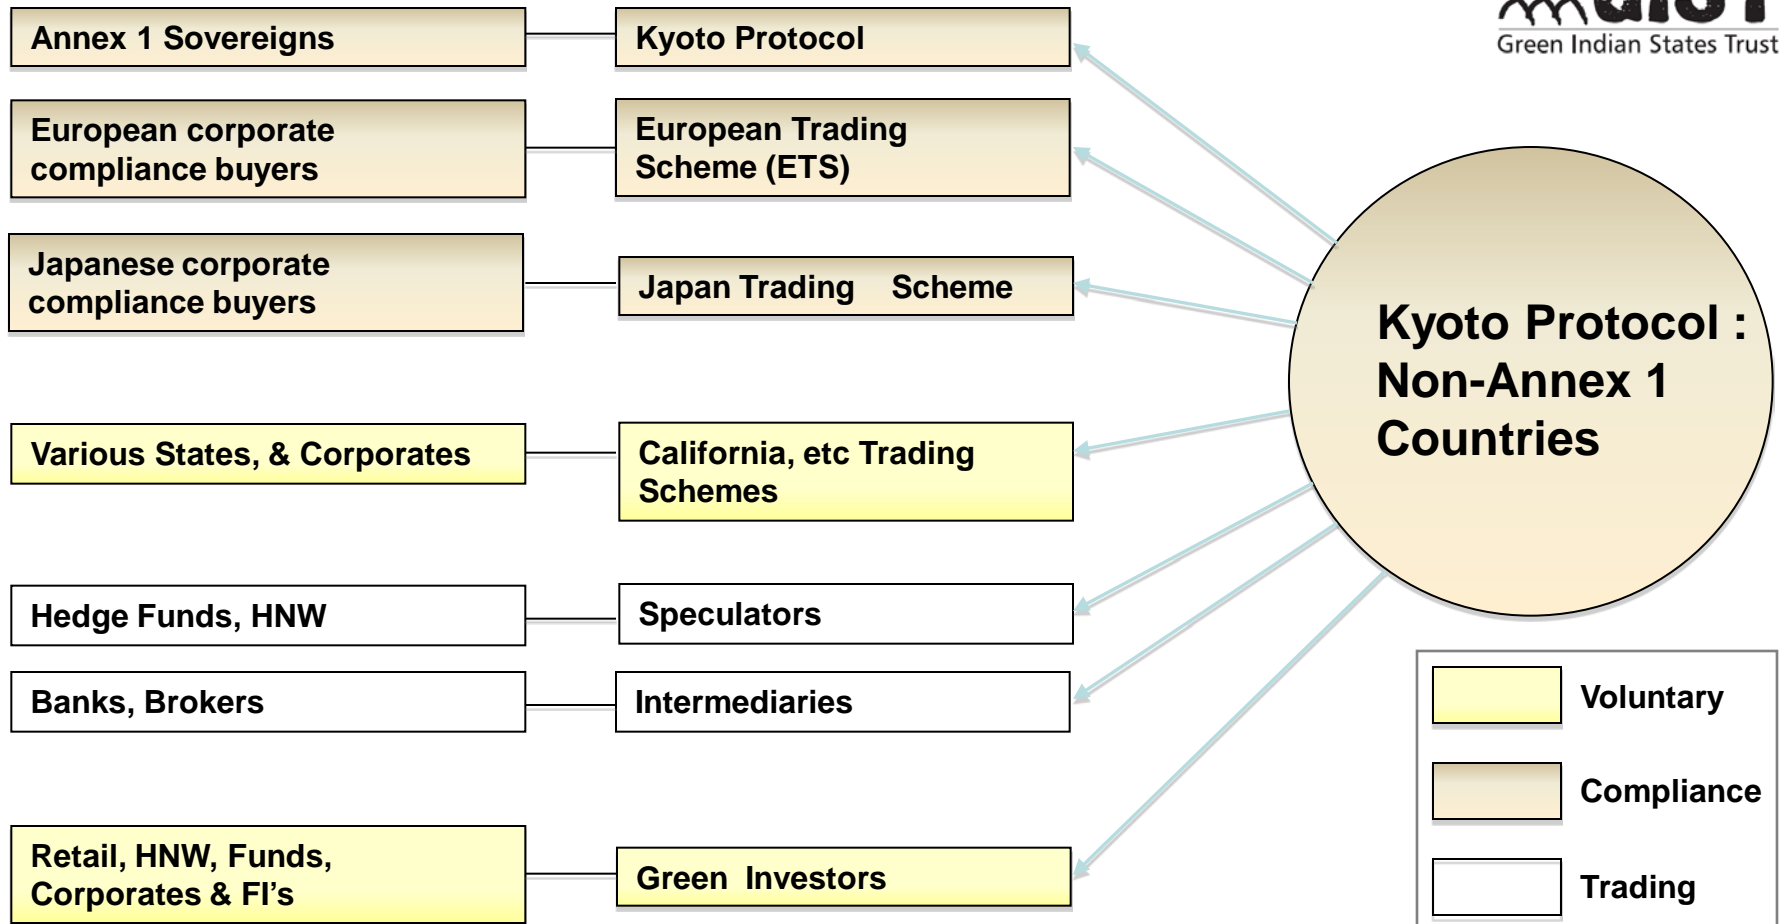 GIST
Green Indian States Trust
Annex 1 Sovereigns
Kyoto Protocol
European corporate
compliance buyers
European Trading
Scheme (ETS)
Japanese corporate
compliance buyers
Japan Trading Scheme
Kyoto Protocol :
Non-Annex 1
Countries
Various States, & Corporates
California, etc Trading
Schemes
Hedge Funds, HNW
Speculators
Banks, Brokers
Intermediaries
Retail, HNW, Funds,
Corporates & FI’s
Green Investors
Voluntary
Compliance
Trading